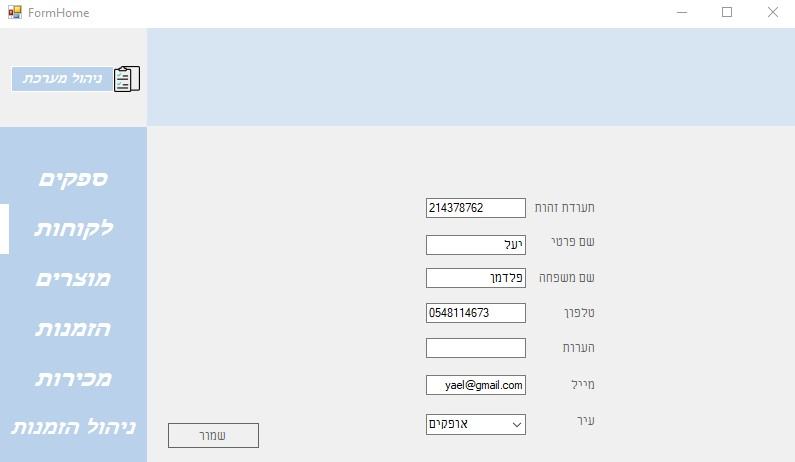 FormHome
ניהול מערכת
ספקים
לקוחות
מוצרים
הזמנות
מכירות
ניהול הזמנות
תעודת זהות 214378762
שם פרטי יעל
שם משפחה פלדמן
טלפון 0548114673
הערות
מייל yael@gmail.com
עיר אופקים
שמור